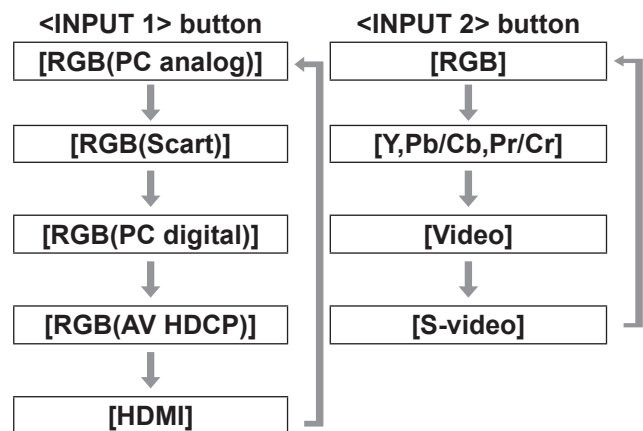 <INPUT 1> button
[RGB(PC analog)]
[RGB(Scart)]
[RGB(PC digital)]
[RGB(AV HDCP)]
[HDMI]
<INPUT 2> button
[RGB]
[Y,Pb/Cb,Pr/Cr]
[Video]
[S-video]